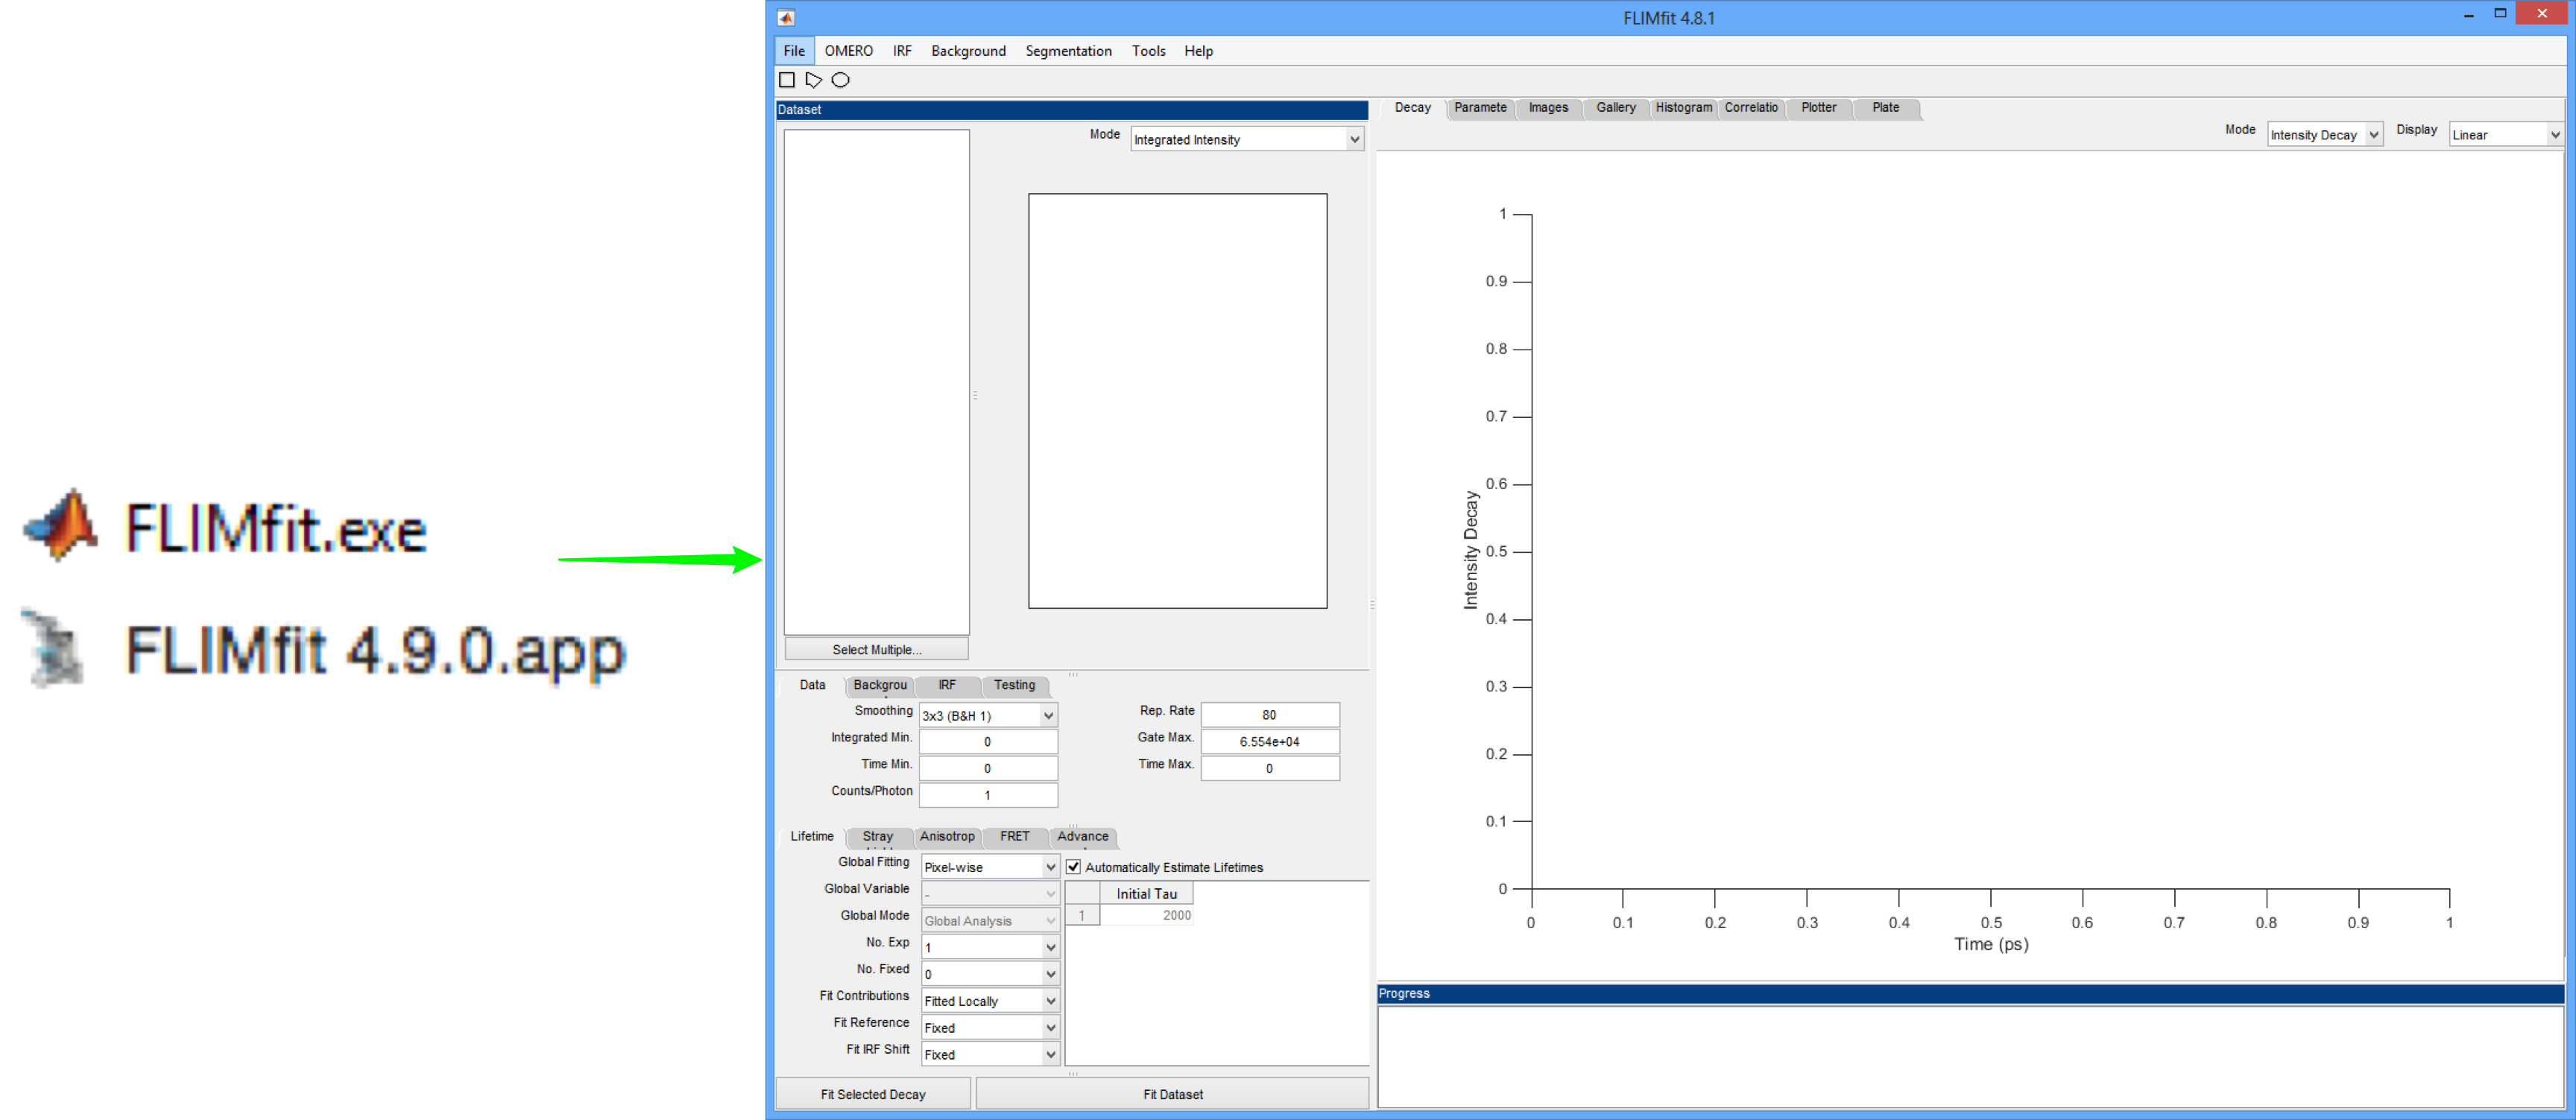 FLIMfit.exe
FLIMfit 4.9.0.app
FLIMfit 4.8.1
File OMERO IRF Background Segmentation Tools Help
Dataset
Mode Integrated Intensity
Select Multiple...
Data Backgrou IRF Testing
Smoothing 3x3 (B&H 1) Rep. Rate 80
Integrated Min. 0 Gate Max. 6.554e+04
Time Min. 0 Time Max. 0
Counts/Photon 1
Lifetime Stray Anisotrop FRET Advance
Global Fitting Pixel-wise Automatically Estimate Lifetimes
Global Variable - Initial Tau
Global Mode Global Analysis 1 2000
No. Exp 1
No. Fixed 0
Fit Contributions Fitted Locally
Fit Reference Fixed
Fit IRF Shift Fixed
Fit Selected Decay Fit Dataset
Decay Paramete Images Gallery Histogram Correlatio Plotter Plate
Mode Intensity Decay Display Linear
1
0.9
0.8
0.7
0.6
0.5
0.4
0.3
0.2
0.1
0
Intensity Decay
0 0.1 0.2 0.3 0.4 0.5 0.6 0.7 0.8 0.9 1
Time (ps)
Progress